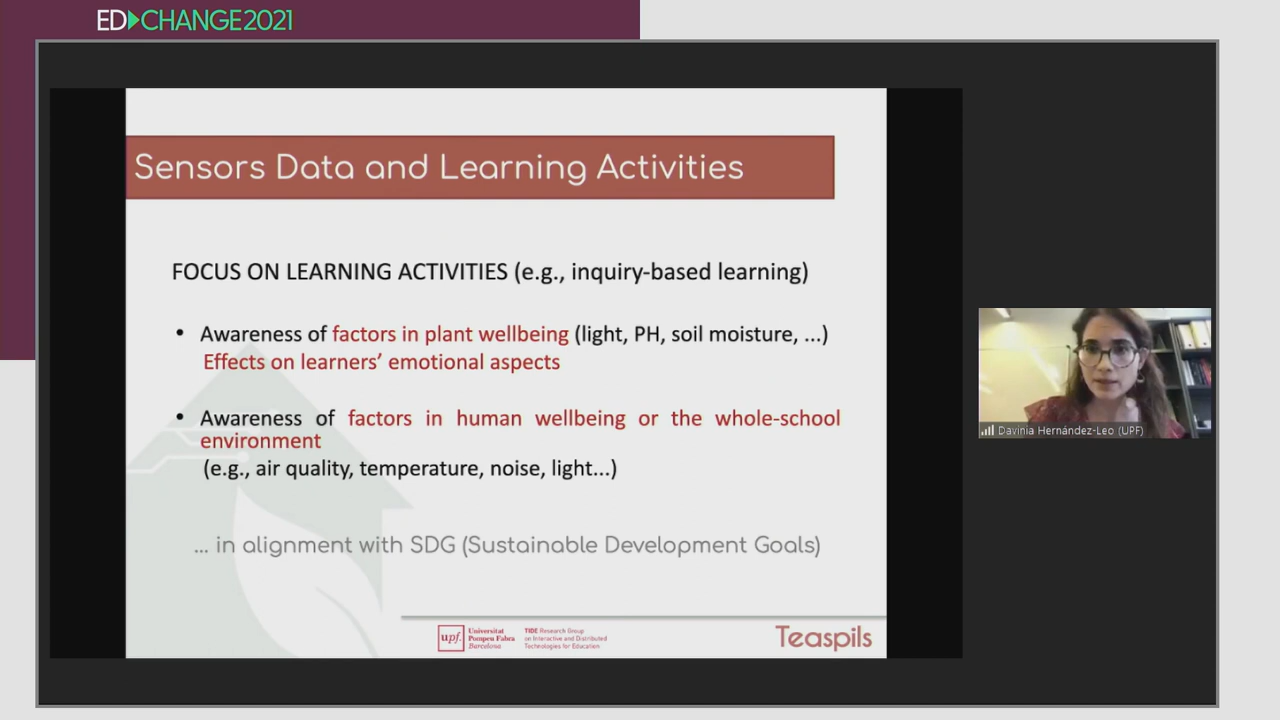 ED▶CHANGE2021
Sensors Data and Learning Activities
FOCUS ON LEARNING ACTIVITIES (e.g., inquiry-based learning)
• Awareness of factors in plant wellbeing (light, PH, soil moisture, ...)
Effects on learners' emotional aspects
• Awareness of factors in human wellbeing or the whole-school
environment
(e.g., air quality, temperature, noise, light...)
... in alignment with SDG (Sustainable Development Goals)
upf. Universitat
Pompeu Fabra
Barcelona
TIDE Research Group
on Interactive and Distributed
Technologies for Education
Teaspils
Davinia Hernández-Leo (UPF)